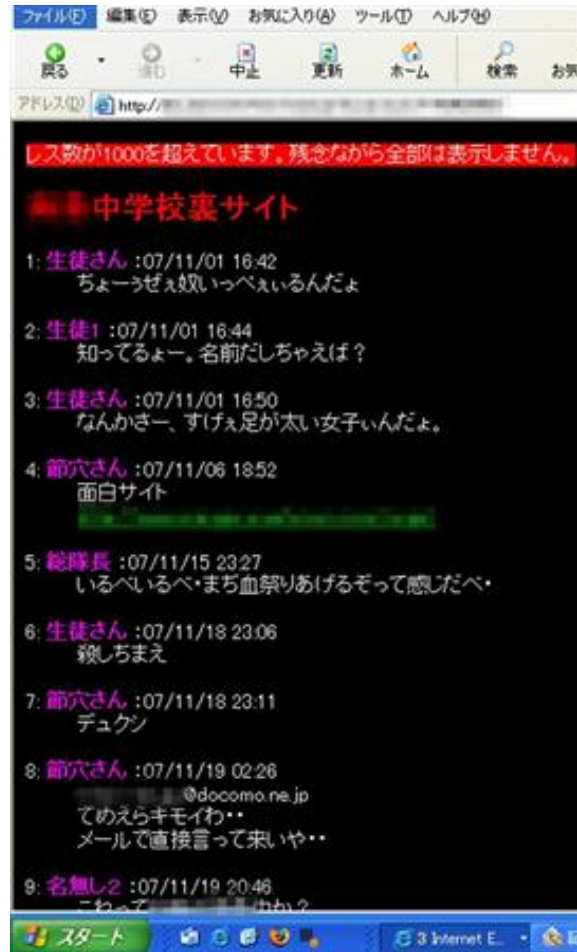 ファイル(F) 編集(E) 表示(V) お気に入り(A) ツール(T) ヘルプ(H)
戻る 進む 中止 更新 ホーム 検索 お気
アドレス(D) http://
レス数が1000を超えています。残念ながら全部は表示しません。
中学校裏サイト
1: 生徒さん :07/11/01 16:42
ちょーうぜぇ奴いっぺぇぃるんだょ
2: 生徒1 :07/11/01 16:44
知ってるょー。名前だしちゃえば?
3: 生徒さん :07/11/01 16:50
なんかさー、すげぇ足が太い女子ぃんだょ。
4: 節穴さん :07/11/06 18:52
面白サイト
5: 総隊長 :07/11/15 23:27
いるべいるべ・まぢ血祭りあげるぞって感じだべ・
6: 生徒さん :07/11/18 23:06
殺しちまえ
7: 節穴さん :07/11/18 23:11
デュクシ
8: 節穴さん :07/11/19 02:26
@docomo.ne.jp
てめえらキモイわ・・
メールで直接言って来いや・・
9: 名無し2 :07/11/19 20:46
こわって
スタート 3 Internet E...